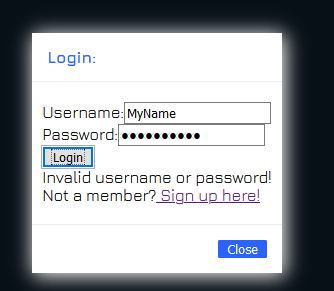 Login:
Username: MyName
Password: ●●●●●●●●●●
Login
Invalid username or password!
Not a member? Sign up here!
Close